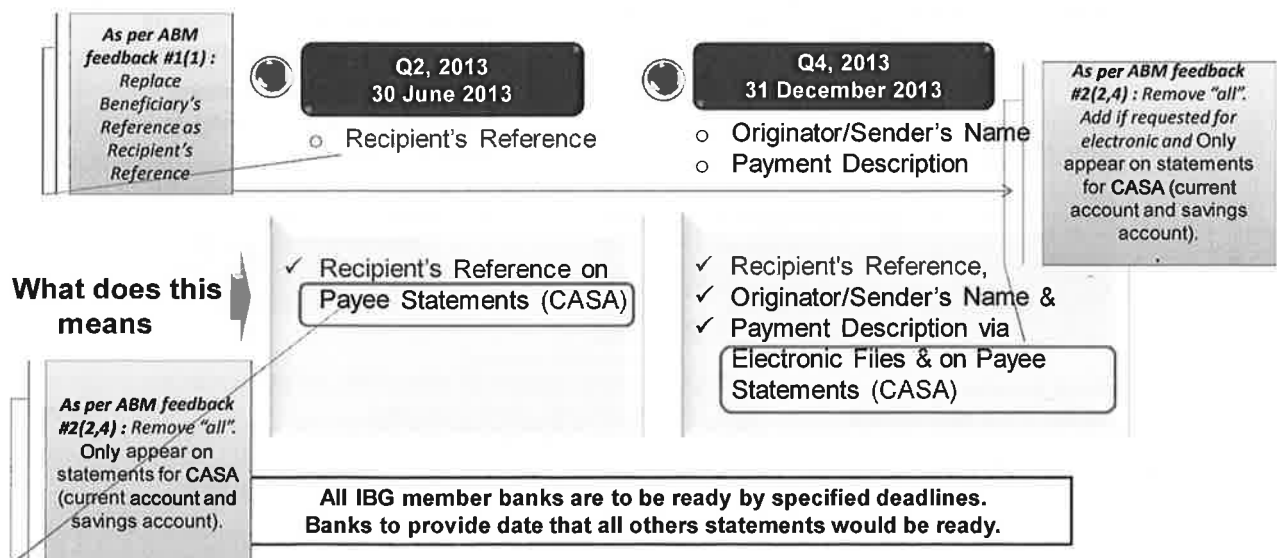 As per ABM
feedback #1(1) :
Replace
Beneficiary's
Reference as
Recipient's
Reference
Q2, 2013
30 June 2013
○ Recipient's Reference
Q4, 2013
31 December 2013
○ Originator/Sender's Name
○ Payment Description
As per ABM feedback
#2(2,4) : Remove "all".
Add if requested for
electronic and Only
appear on statements
for CASA (current
account and savings
account).
What does this
means
✓ Recipient's Reference on
Payee Statements (CASA)
✓ Recipient's Reference,
✓ Originator/Sender's Name &
✓ Payment Description via
Electronic Files & on Payee
Statements (CASA)
As per ABM feedback
#2(2,4) : Remove "all".
Only appear on
statements for CASA
(current account and
savings account).
All IBG member banks are to be ready by specified deadlines.
Banks to provide date that all others statements would be ready.